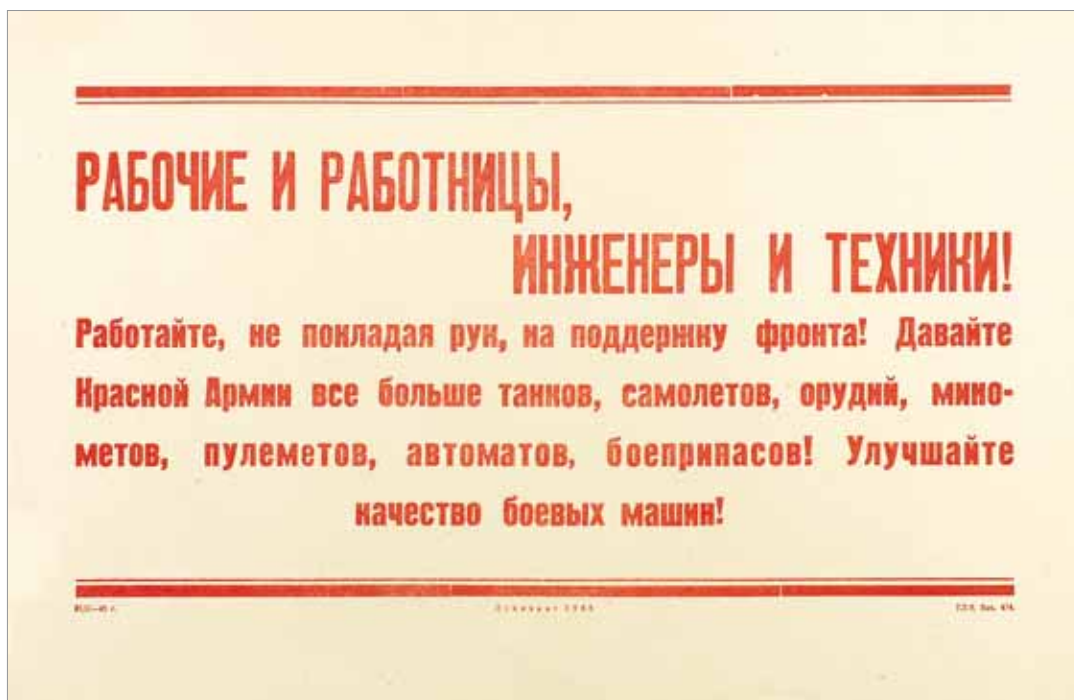 РАБОЧИЕ И РАБОТНИЦЫ,
ИНЖЕНЕРЫ И ТЕХНИКИ!
Работайте, не покладая рук, на поддержку фронта! Давайте
Красной Армии все больше танков, самолетов, орудий, мино-
метов, пулеметов, автоматов, боеприпасов! Улучшайте
качество боевых машин!